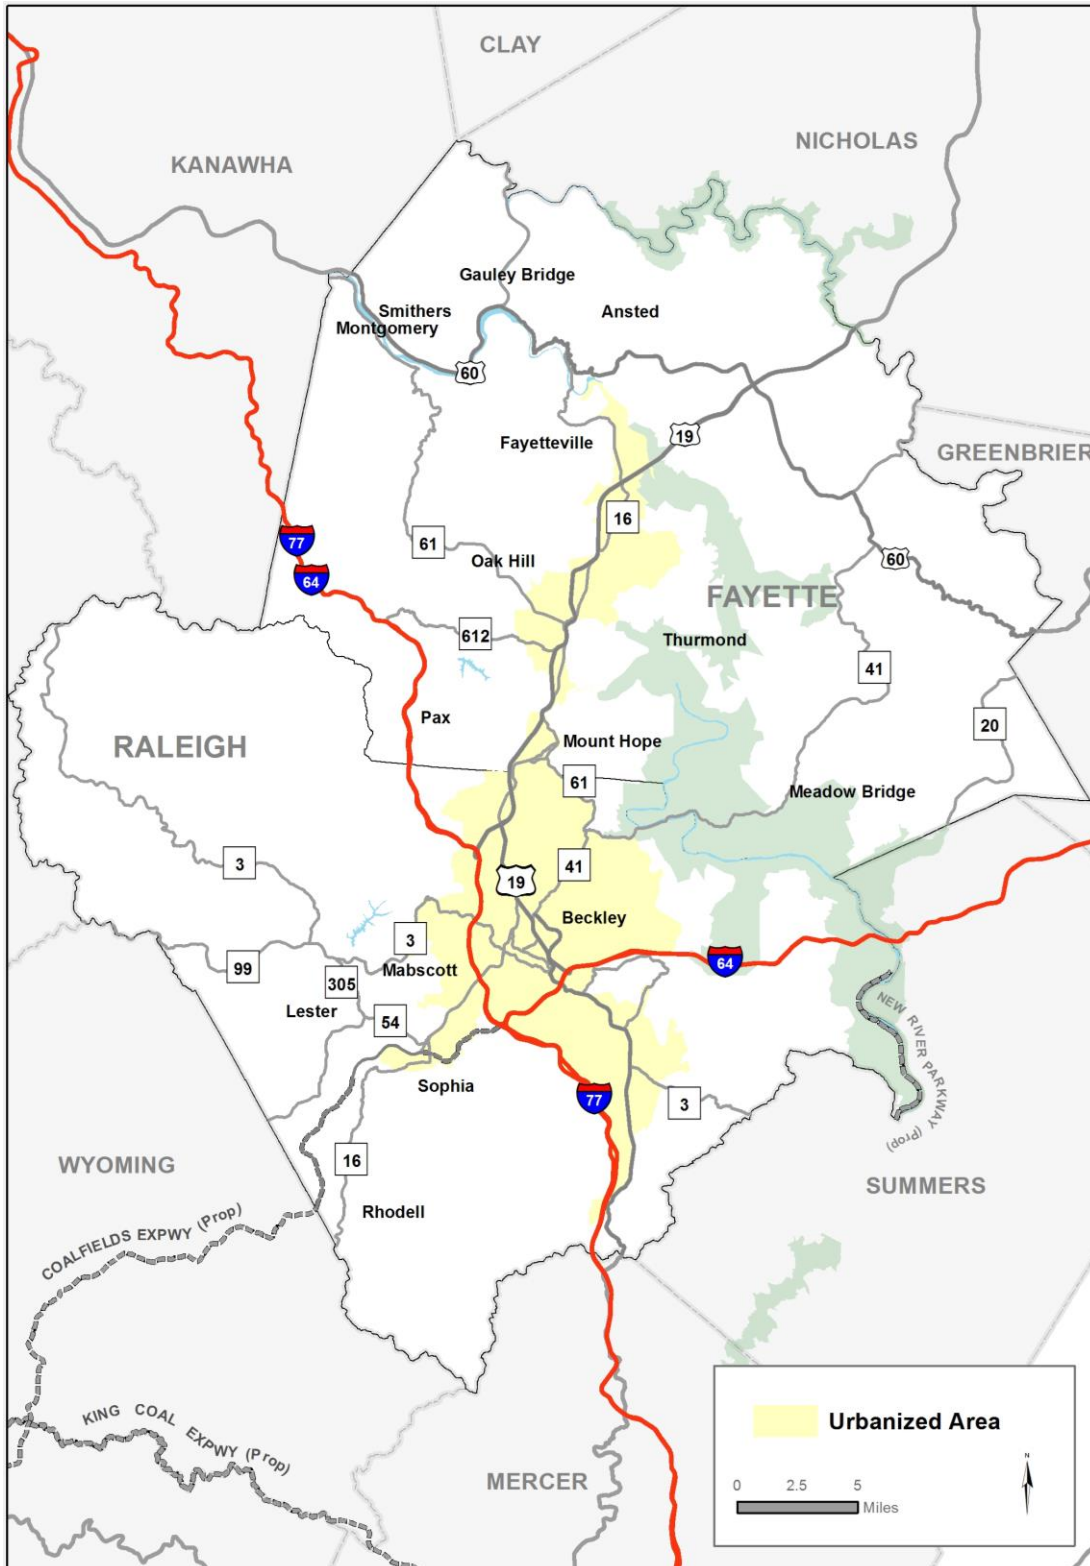 CLAY
NICHOLAS
KANAWHA
Gauley Bridge
Smithers
Ansted
Montgomery
60
19
Fayetteville
GREENBRIER
16
77
61
Oak Hill
60
64
FAYETTE
612
Thurmond
41
Pax
20
RALEIGH
Mount Hope
61
Meadow Bridge
3
41
19
Beckley
3
64
99
Mabscott
305
Lester
54
NEW RIVER PARKWAY (Prop)
Sophia
77
3
16
WYOMING
SUMMERS
Rhodell
COALFIELDS EXPWY (Prop)
KING COAL EXPWY (Prop)
MERCER
Urbanized Area
N
0 2.5 5
Miles